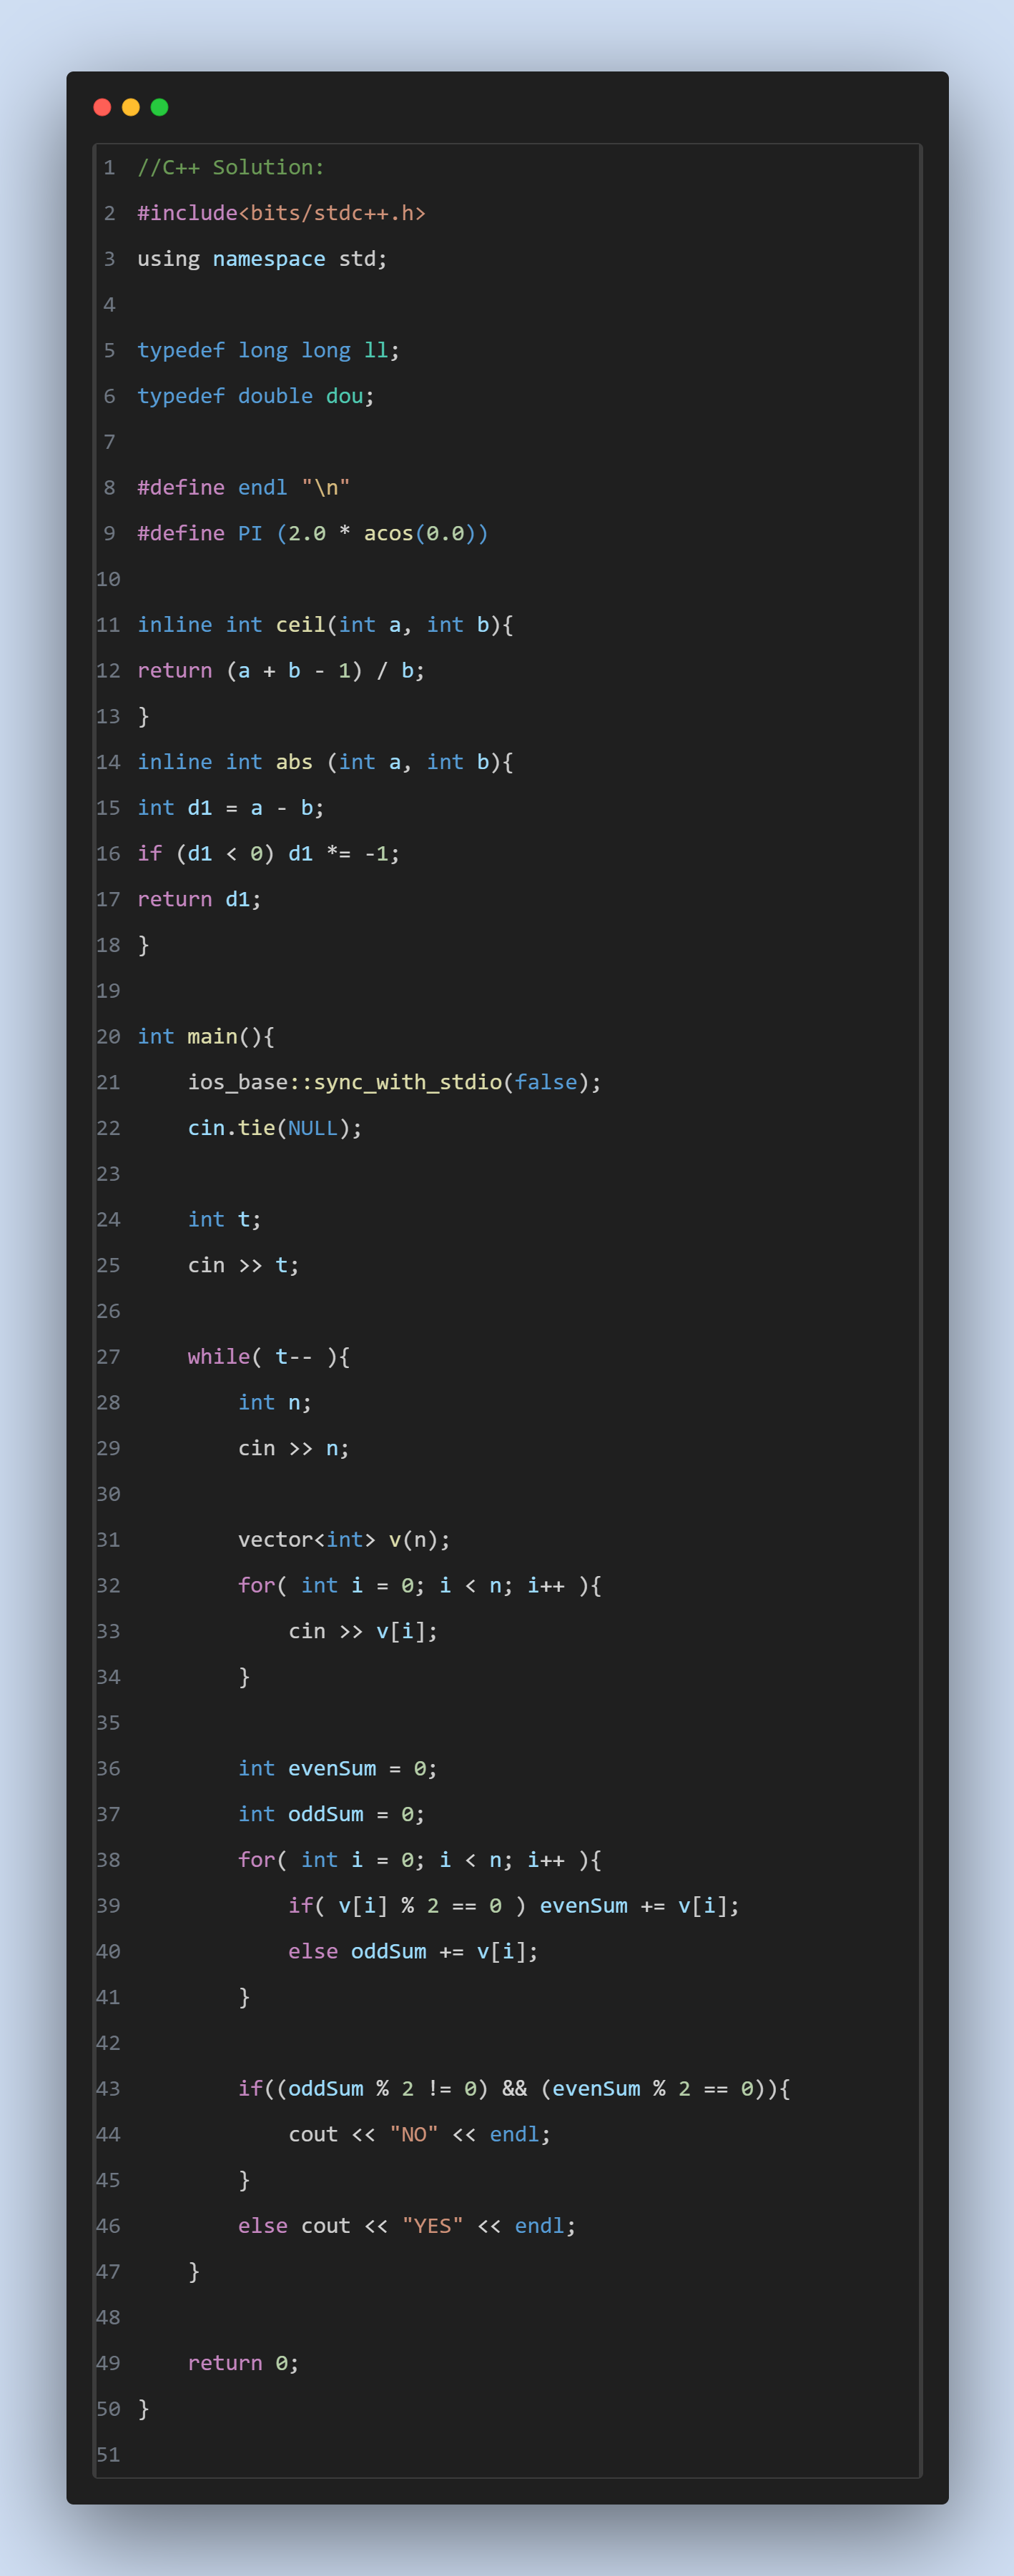 1 //C++ Solution:
2 #include<bits/stdc++.h>
3 using namespace std;
4
5 typedef long long ll;
6 typedef double dou;
7
8 #define endl "\n"
9 #define PI (2.0 * acos(0.0))
10
11 inline int ceil(int a, int b){
12 return (a + b - 1) / b;
13 }
14 inline int abs (int a, int b){
15 int d1 = a - b;
16 if (d1 < 0) d1 *= -1;
17 return d1;
18 }
19
20 int main(){
21     ios_base::sync_with_stdio(false);
22     cin.tie(NULL);
23
24     int t;
25     cin >> t;
26
27     while( t-- ){
28         int n;
29         cin >> n;
30
31         vector<int> v(n);
32         for( int i = 0; i < n; i++ ){
33             cin >> v[i];
34         }
35
36         int evenSum = 0;
37         int oddSum = 0;
38         for( int i = 0; i < n; i++ ){
39             if( v[i] % 2 == 0 ) evenSum += v[i];
40             else oddSum += v[i];
41         }
42
43         if((oddSum % 2 != 0) && (evenSum % 2 == 0)){
44             cout << "NO" << endl;
45         }
46         else cout << "YES" << endl;
47     }
48
49     return 0;
50 }
51